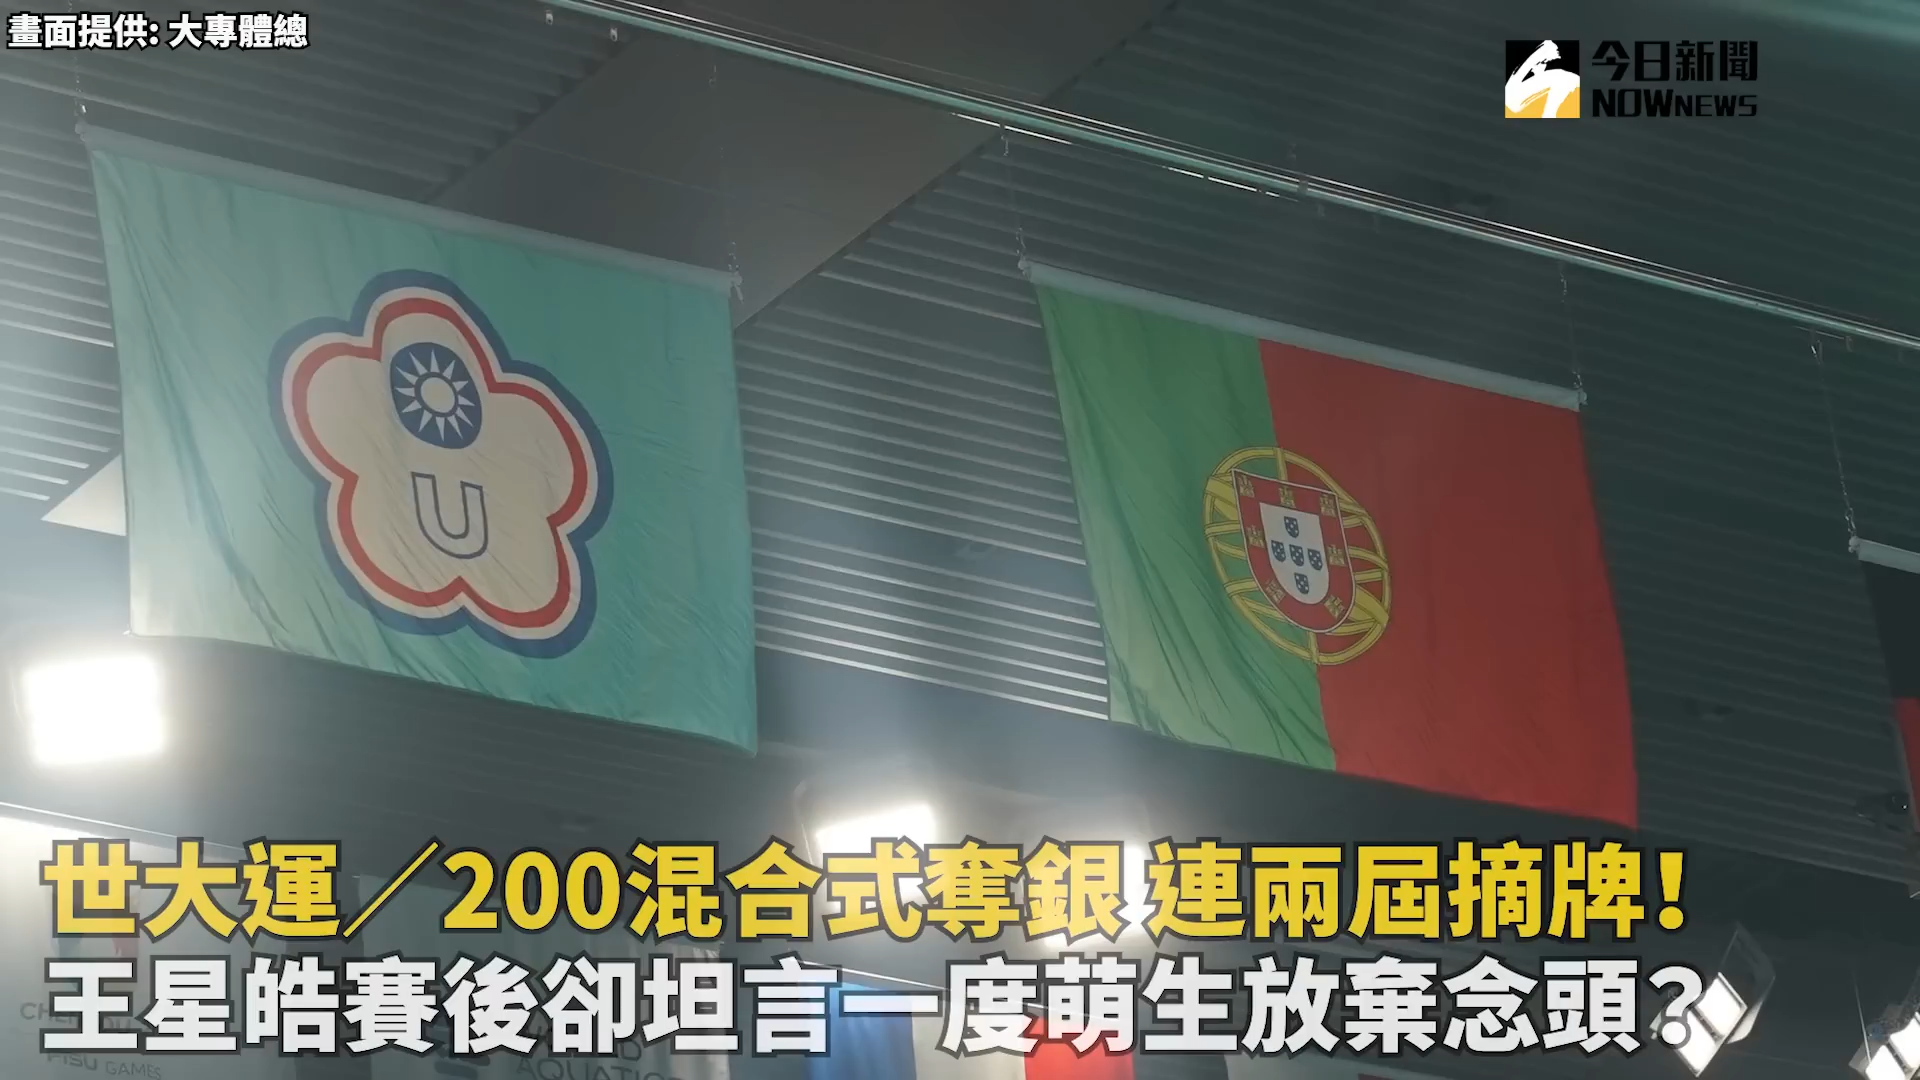 畫面提供: 大專體總
今日新聞
NOWNEWS
U
世大運／200混合式奪銀 連兩屆摘牌！
王星皓賽後卻坦言一度萌生放棄念頭？
FISU GAMES